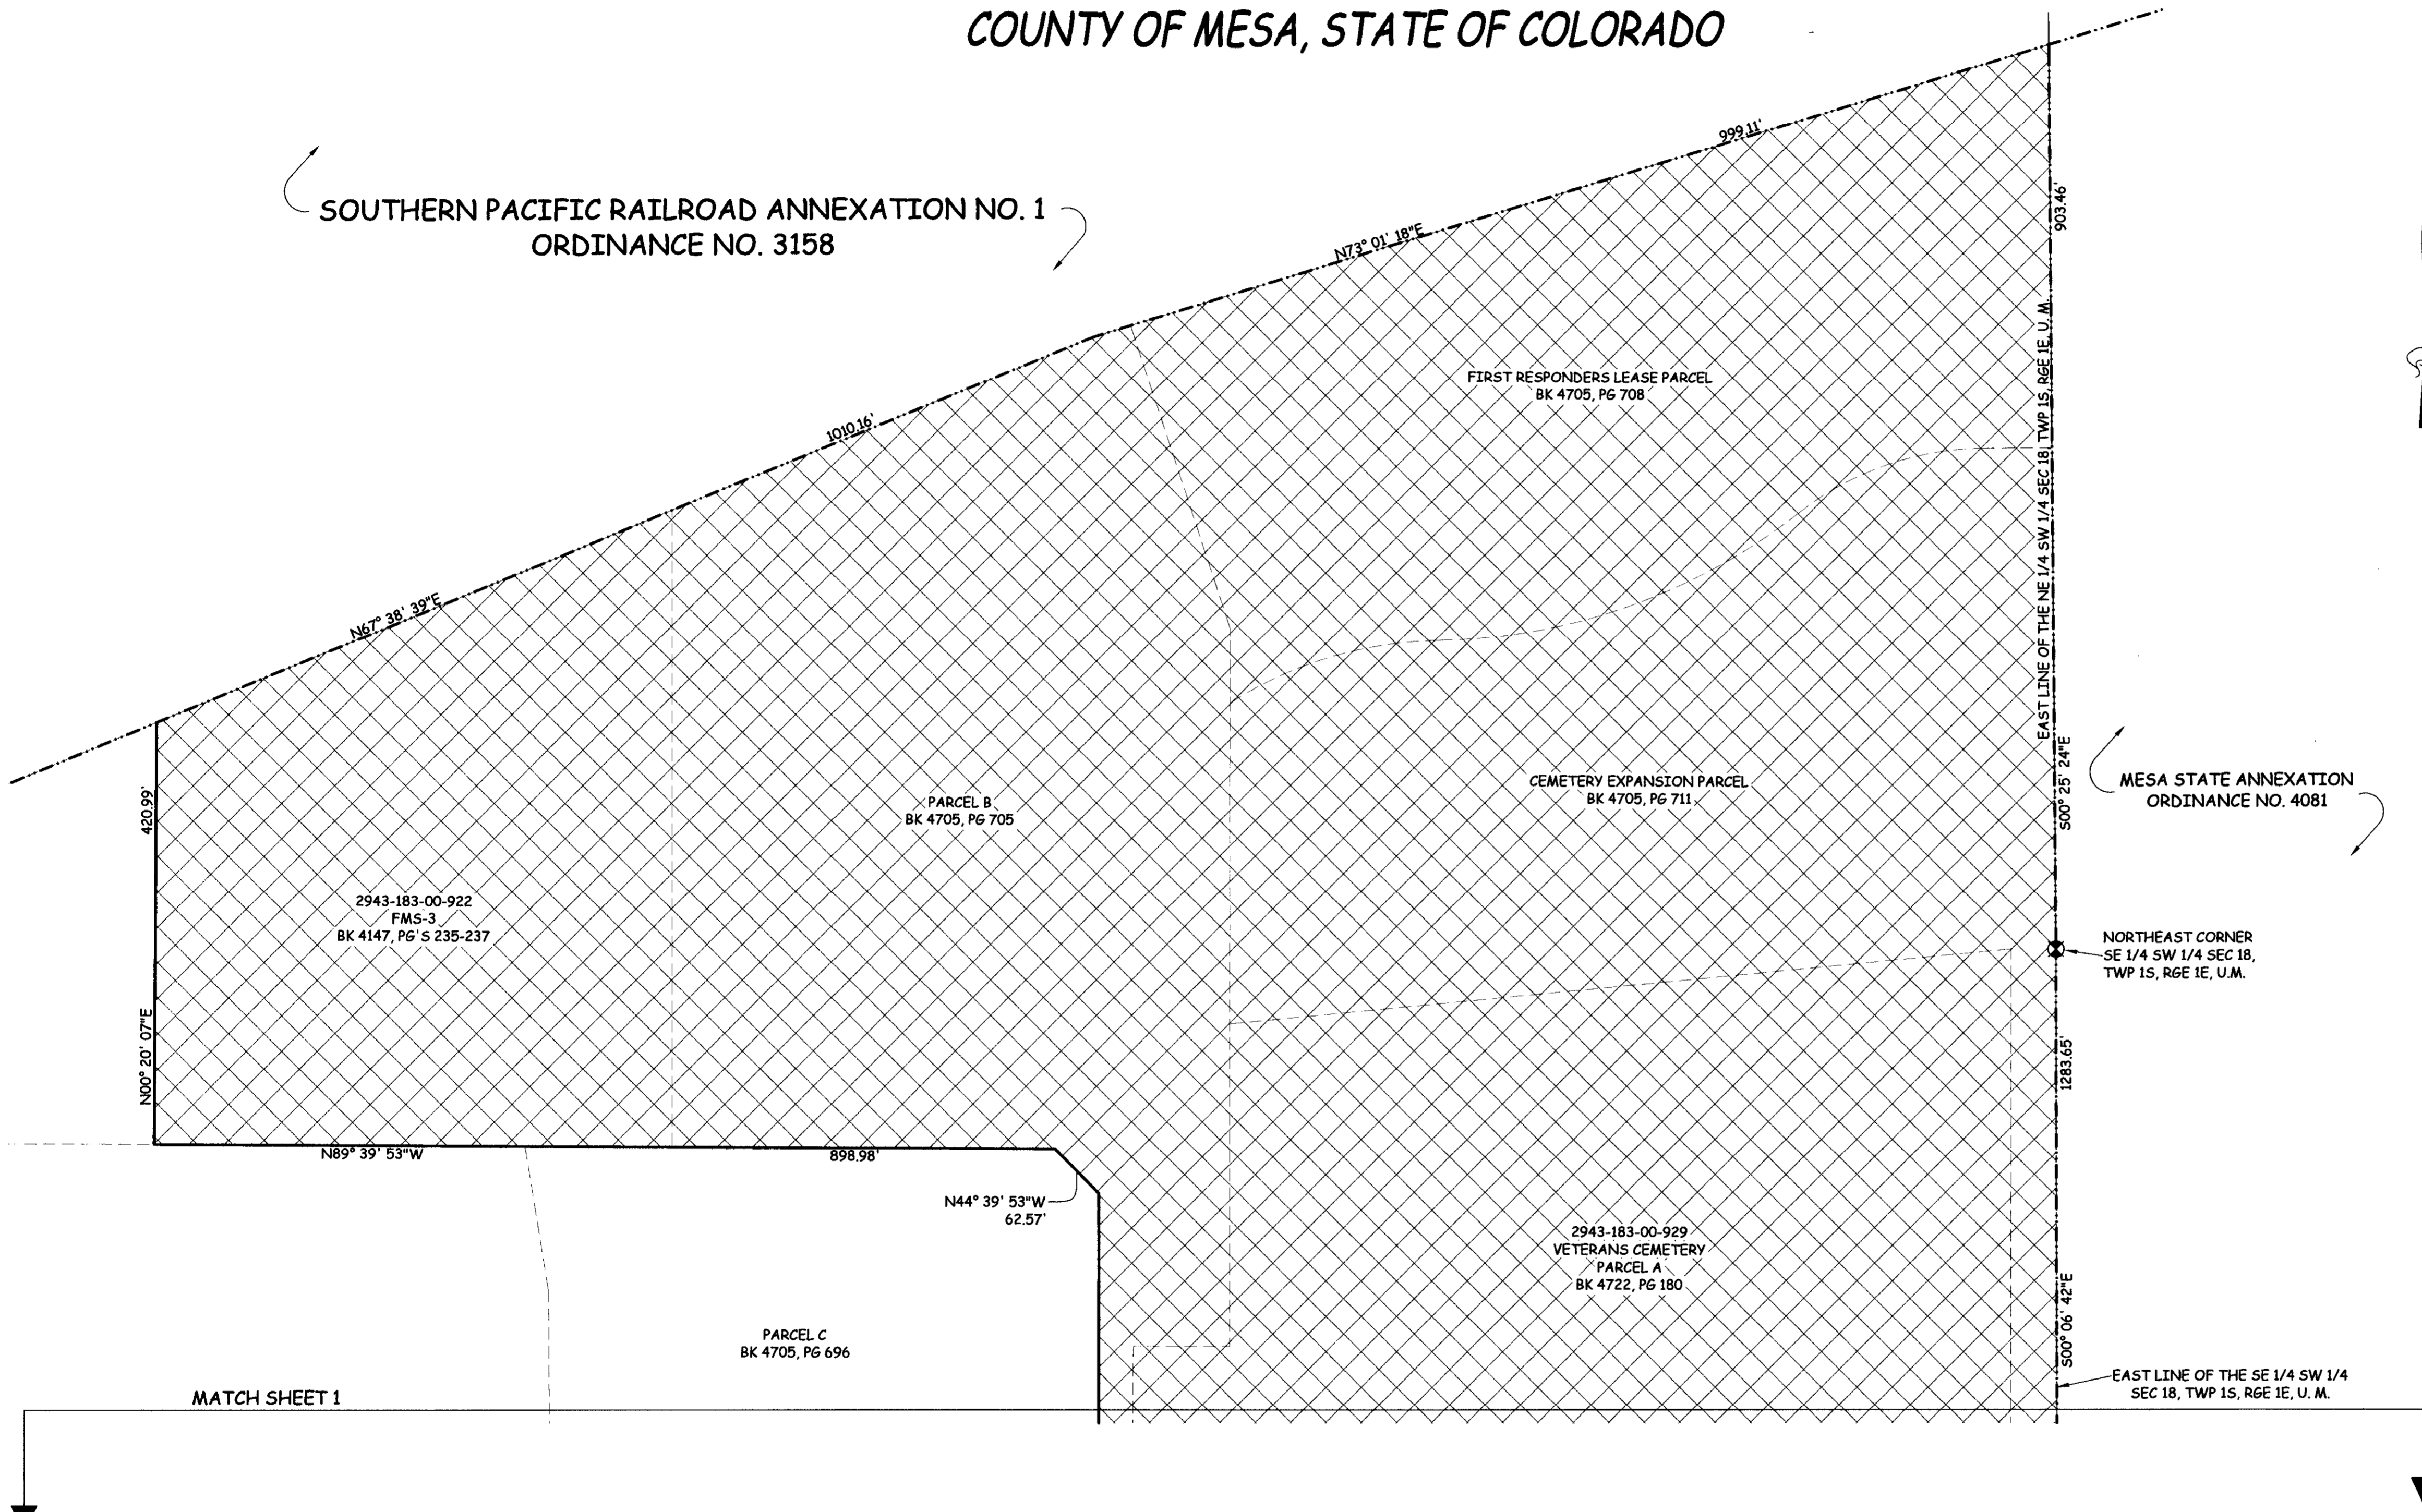 COUNTY OF MESA, STATE OF COLORADO
SOUTHERN PACIFIC RAILROAD ANNEXATION NO. 1
ORDINANCE NO. 3158
999.11'
N73° 01' 18"E
903.46'
EAST LINE OF THE NE 1/4 SW 1/4 SEC 18, TWP 1S, RGE 1E, U. M.
FIRST RESPONDERS LEASE PARCEL
BK 4705, PG 708
1010.16'
N67° 38' 39"E
420.99'
N00° 20' 07"E
PARCEL B
BK 4705, PG 705
CEMETERY EXPANSION PARCEL
BK 4705, PG 711
S00° 25' 24"E
MESA STATE ANNEXATION
ORDINANCE NO. 4081
2943-183-00-922
FMS-3
BK 4147, PG'S 235-237
NORTHEAST CORNER
SE 1/4 SW 1/4 SEC 18,
TWP 1S, RGE 1E, U.M.
1283.65'
N89° 39' 53"W
898.98'
N44° 39' 53"W
62.57'
2943-183-00-929
VETERANS CEMETERY
PARCEL A
BK 4722, PG 180
S00° 06' 42"E
PARCEL C
BK 4705, PG 696
EAST LINE OF THE SE 1/4 SW 1/4
SEC 18, TWP 1S, RGE 1E, U. M.
MATCH SHEET 1